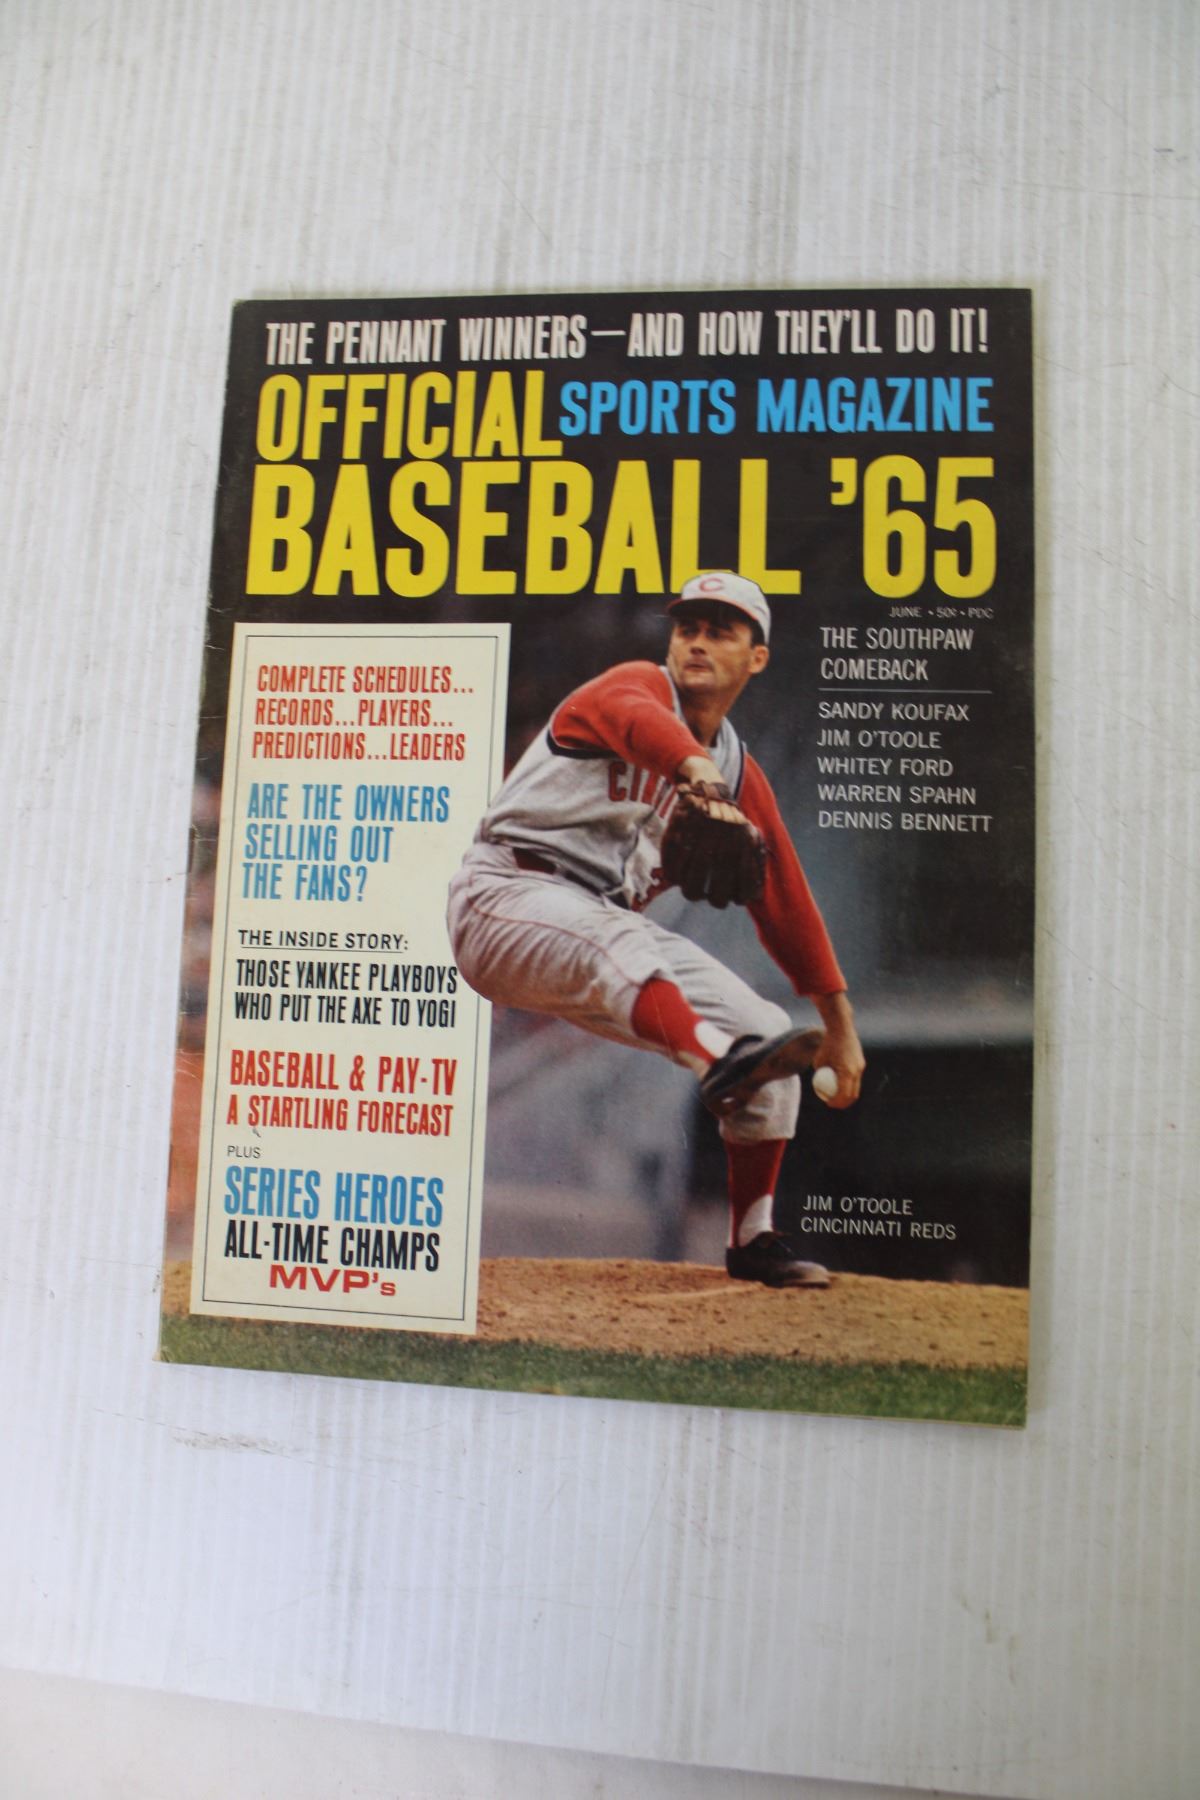 THE PENNANT WINNERS—AND HOW THEY'LL DO IT!
OFFICIAL SPORTS MAGAZINE
BASEBALL '65
JUNE • 50¢ • PDC
THE SOUTHPAW
COMEBACK
SANDY KOUFAX
JIM O'TOOLE
WHITEY FORD
WARREN SPAHN
DENNIS BENNETT
COMPLETE SCHEDULES...
RECORDS...PLAYERS...
PREDICTIONS...LEADERS
ARE THE OWNERS
SELLING OUT
THE FANS?
THE INSIDE STORY:
THOSE YANKEE PLAYBOYS
WHO PUT THE AXE TO YOGI
BASEBALL & PAY-TV
A STARTLING FORECAST
PLUS
SERIES HEROES
ALL-TIME CHAMPS
MVP's
C
CIN
JIM O'TOOLE
CINCINNATI REDS